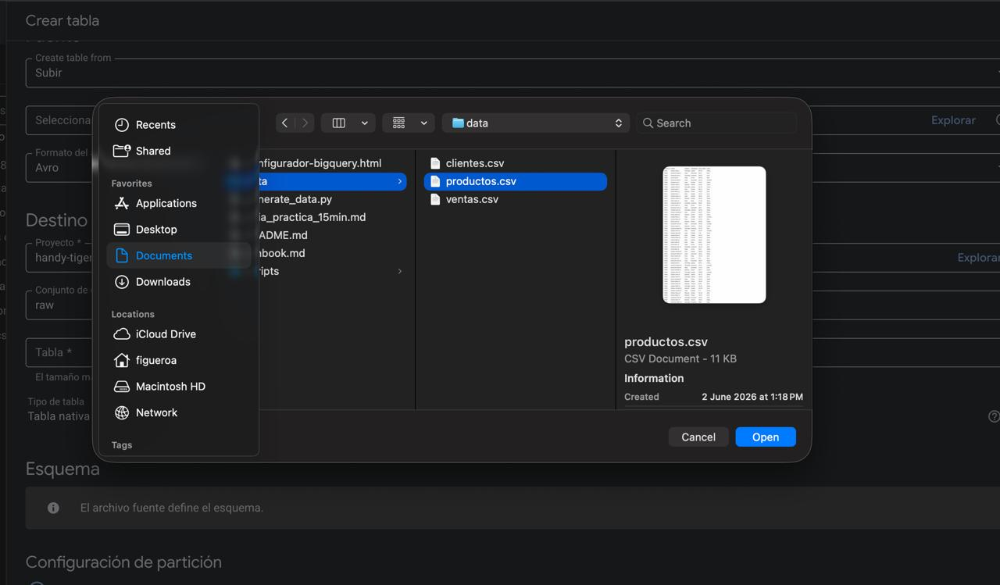 Crear tabla
Create table from
Subir
Selecciona
Explorar
Formato del
Avro
Destino
Proyecto *
handy-tiger
Explorar
Conjunto de
raw
Tabla *
El tamaño
Tipo de tabla
Tabla nativa
Esquema
El archivo fuente define el esquema.
Configuración de partición
Recents
Shared
Favorites
Applications
Desktop
Documents
Downloads
Locations
iCloud Drive
figueroa
Macintosh HD
Network
Tags
data
Search
nfigurador-bigquery.html
ta
nerate_data.py
ia_practica_15min.md
ADME.md
nbook.md
ripts
clientes.csv
productos.csv
ventas.csv
productos.csv
CSV Document - 11 KB
Information
Created 2 June 2026 at 1:18 PM
Cancel
Open